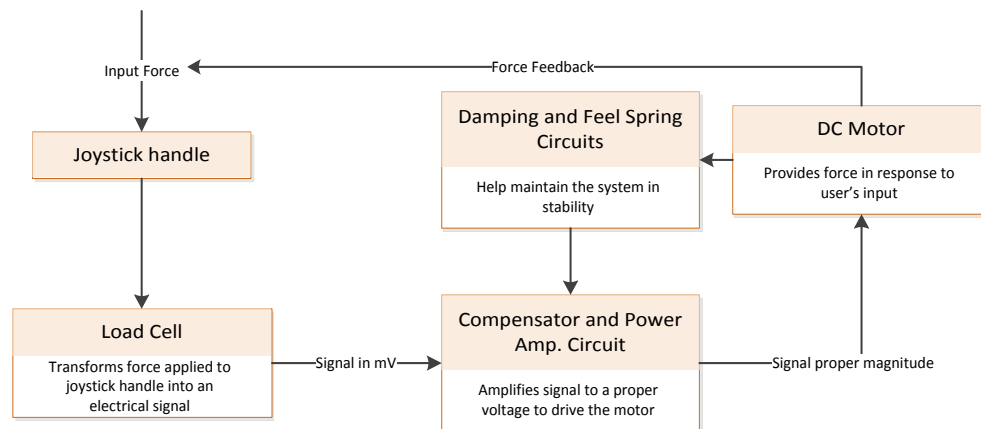 Input Force
Force Feedback
Joystick handle
Damping and Feel Spring
Circuits
Help maintain the system in
stability
DC Motor
Provides force in response to
user's input
Load Cell
Transforms force applied to
joystick handle into an
electrical signal
Signal in mV
Compensator and Power
Amp. Circuit
Amplifies signal to a proper
voltage to drive the motor
Signal proper magnitude